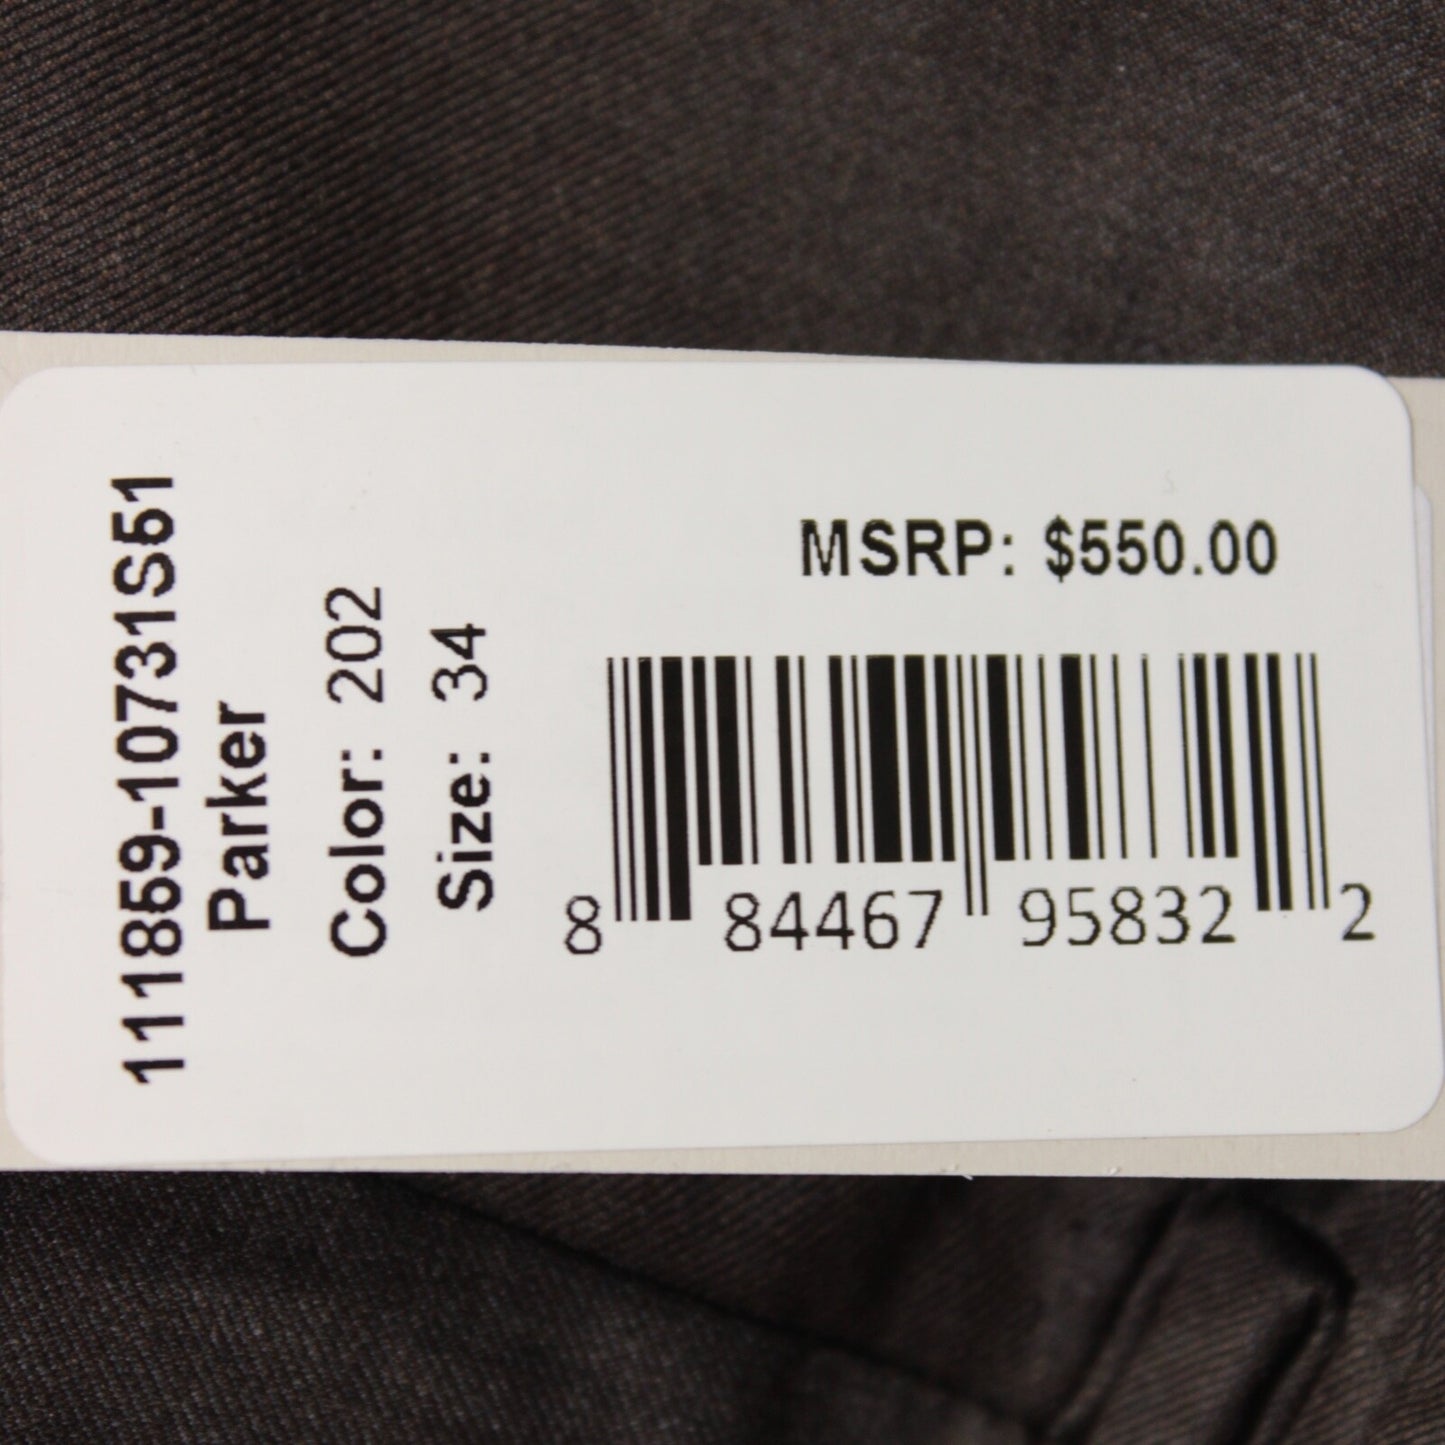 111859-10731S51
Parker
Color: 202
Size: 34
MSRP: $550.00
8 84467 95832 2